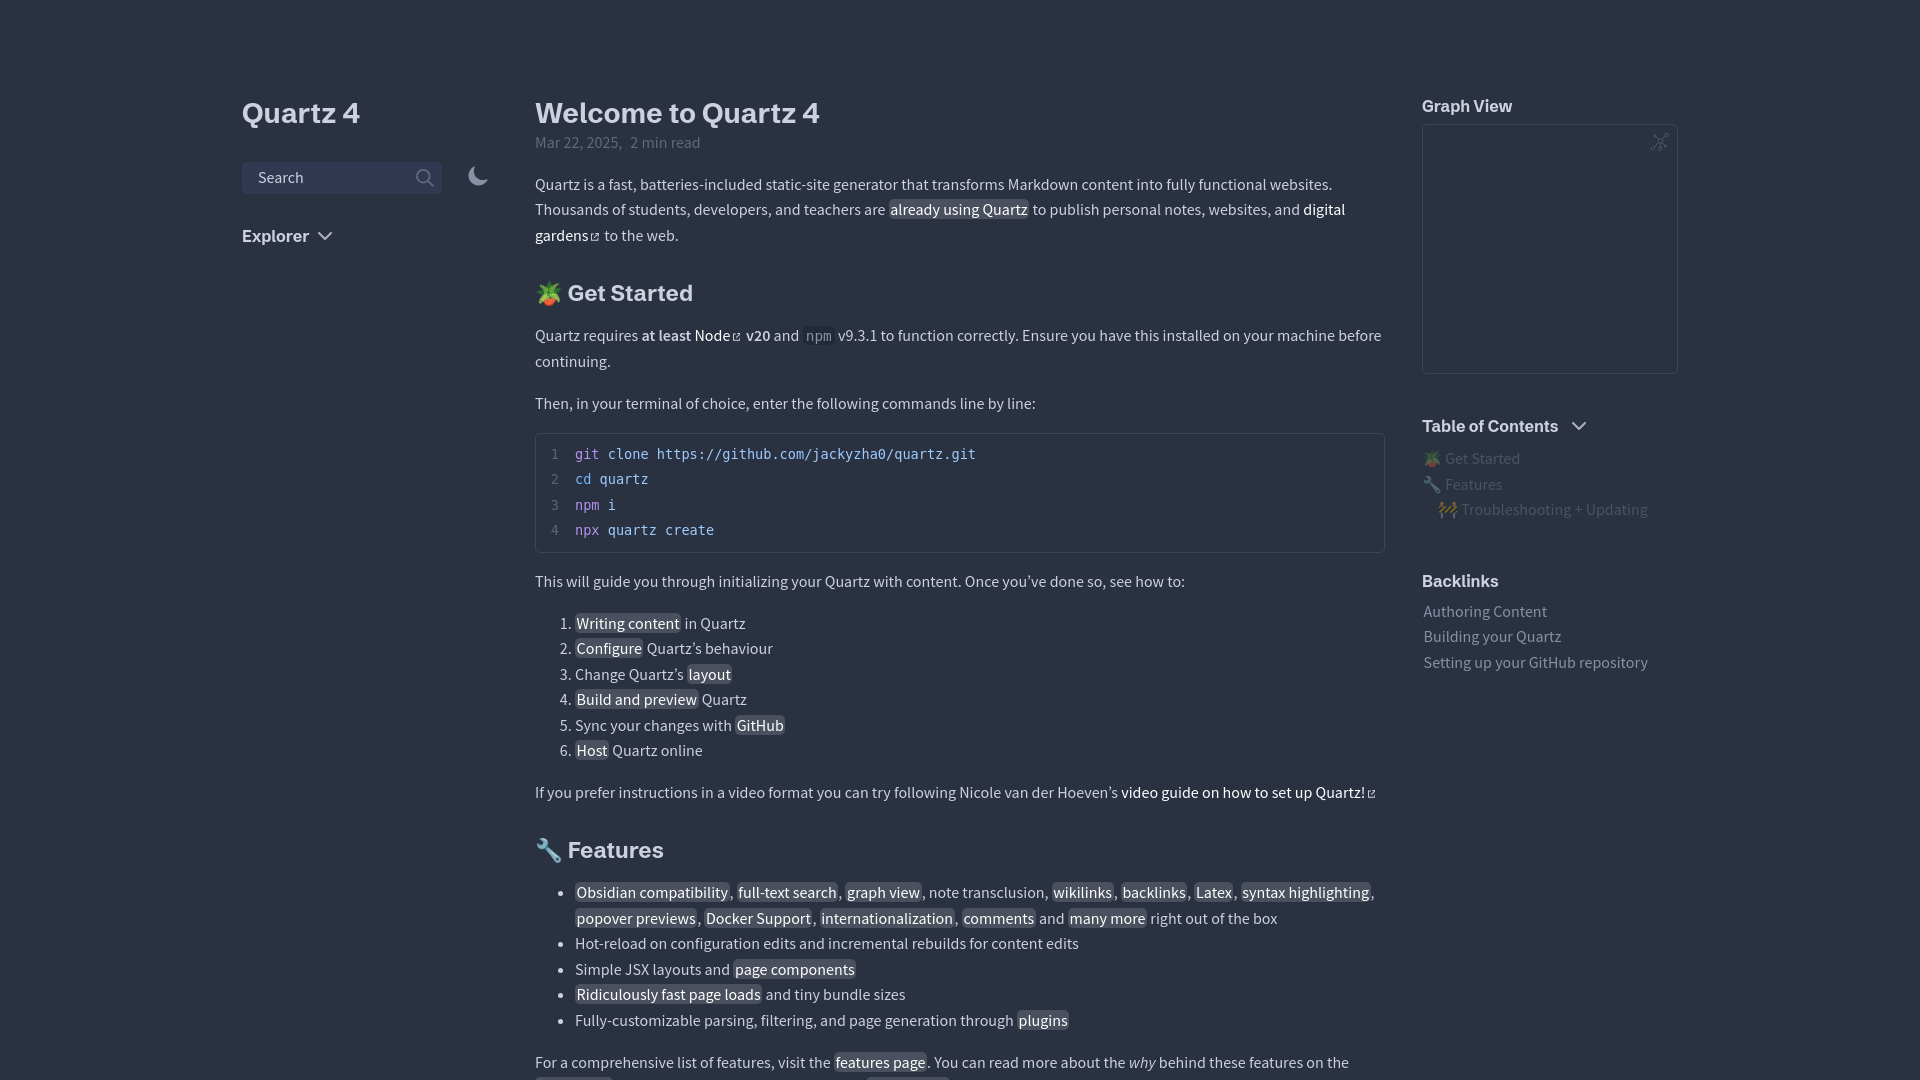 Quartz 4
Search
Explorer
Welcome to Quartz 4
Mar 22, 2025, 2 min read
Quartz is a fast, batteries-included static-site generator that transforms Markdown content into fully functional websites.
Thousands of students, developers, and teachers are already using Quartz to publish personal notes, websites, and digital
gardens to the web.
🪴 Get Started
Quartz requires at least Node v20 and npm v9.3.1 to function correctly. Ensure you have this installed on your machine before
continuing.
Then, in your terminal of choice, enter the following commands line by line:
1 git clone https://github.com/jackyzha0/quartz.git
2 cd quartz
3 npm i
4 npx quartz create
This will guide you through initializing your Quartz with content. Once you’ve done so, see how to:
1. Writing content in Quartz
2. Configure Quartz’s behaviour
3. Change Quartz’s layout
4. Build and preview Quartz
5. Sync your changes with GitHub
6. Host Quartz online
If you prefer instructions in a video format you can try following Nicole van der Hoeven’s video guide on how to set up Quartz!
🔧 Features
• Obsidian compatibility, full-text search, graph view, note transclusion, wikilinks, backlinks, Latex, syntax highlighting,
popover previews, Docker Support, internationalization, comments and many more right out of the box
• Hot-reload on configuration edits and incremental rebuilds for content edits
• Simple JSX layouts and page components
• Ridiculously fast page loads and tiny bundle sizes
• Fully-customizable parsing, filtering, and page generation through plugins
For a comprehensive list of features, visit the features page. You can read more about the why behind these features on the
Graph View
Table of Contents
🪴 Get Started
🔧 Features
🚧 Troubleshooting + Updating
Backlinks
Authoring Content
Building your Quartz
Setting up your GitHub repository